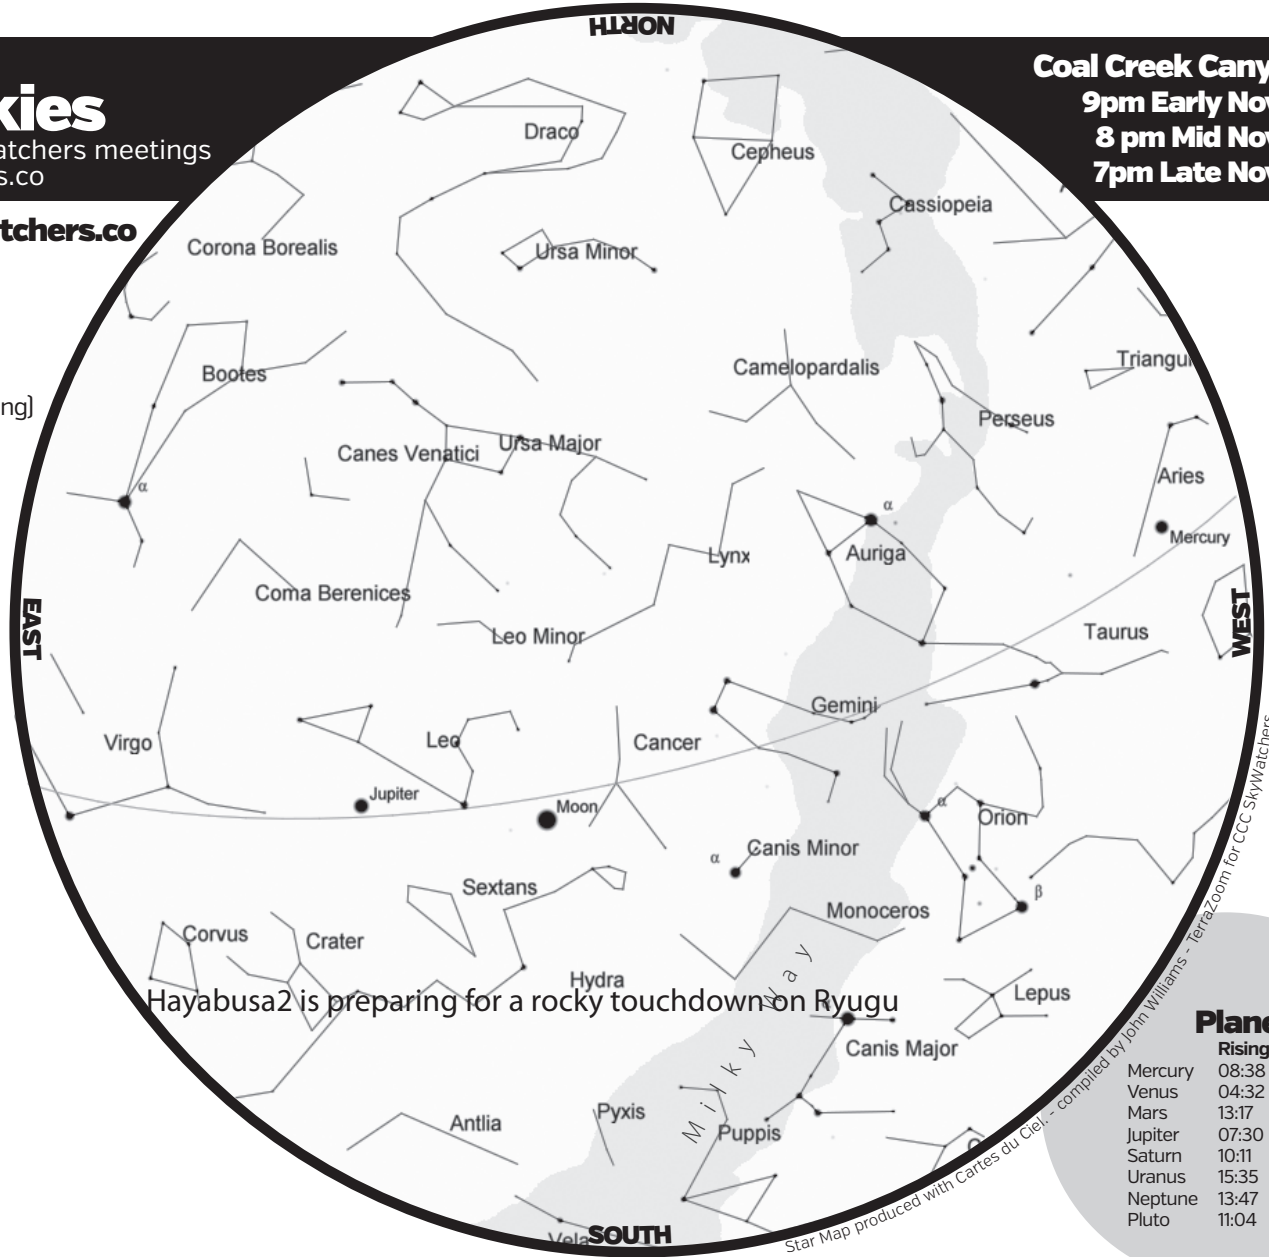 NORTH
kies
atchers meetings
s.co
tchers.co
ng)
Coal Creek Cany
9pm Early Nov
8 pm Mid Nov
7pm Late Nov
Draco
Cepheus
Cassiopeia
Corona Borealis
Ursa Minor
Bootes
Camelopardalis
Triangul
Perseus
Canes Venatici
Ursa Major
Aries
α
α
Mercury
Lynx
Auriga
Coma Berenices
EAST
Leo Minor
Taurus
WEST
Gemini
Virgo
Leo
Cancer
Jupiter
Moon
α
Orion
α
Canis Minor
Sextans
β
Monoceros
Corvus
Crater
Hydra
Lepus
Hayabusa2 is preparing for a rocky touchdown on Ryugu
Canis Major
Milky Way
Antlia
Pyxis
Puppis
Vela
SOUTH
Star Map produced with Cartes du Ciel. - compiled by John Williams - TerraZoom for CCC SkyWatchers
Plane
Rising
Mercury 08:38
Venus 04:32
Mars 13:17
Jupiter 07:30
Saturn 10:11
Uranus 15:35
Neptune 13:47
Pluto 11:04